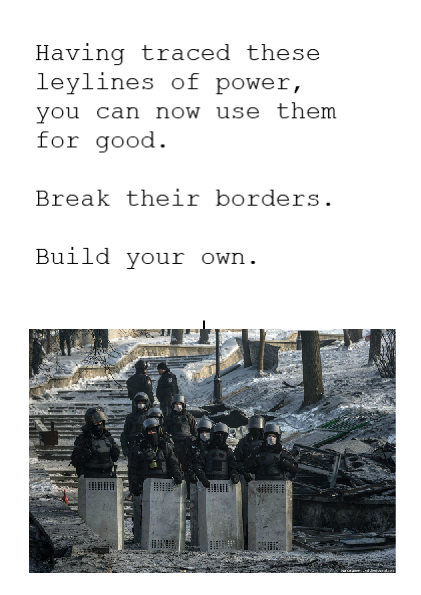 Having traced these
leylines of power,
you can now use them
for good.
Break their borders.
Build your own.